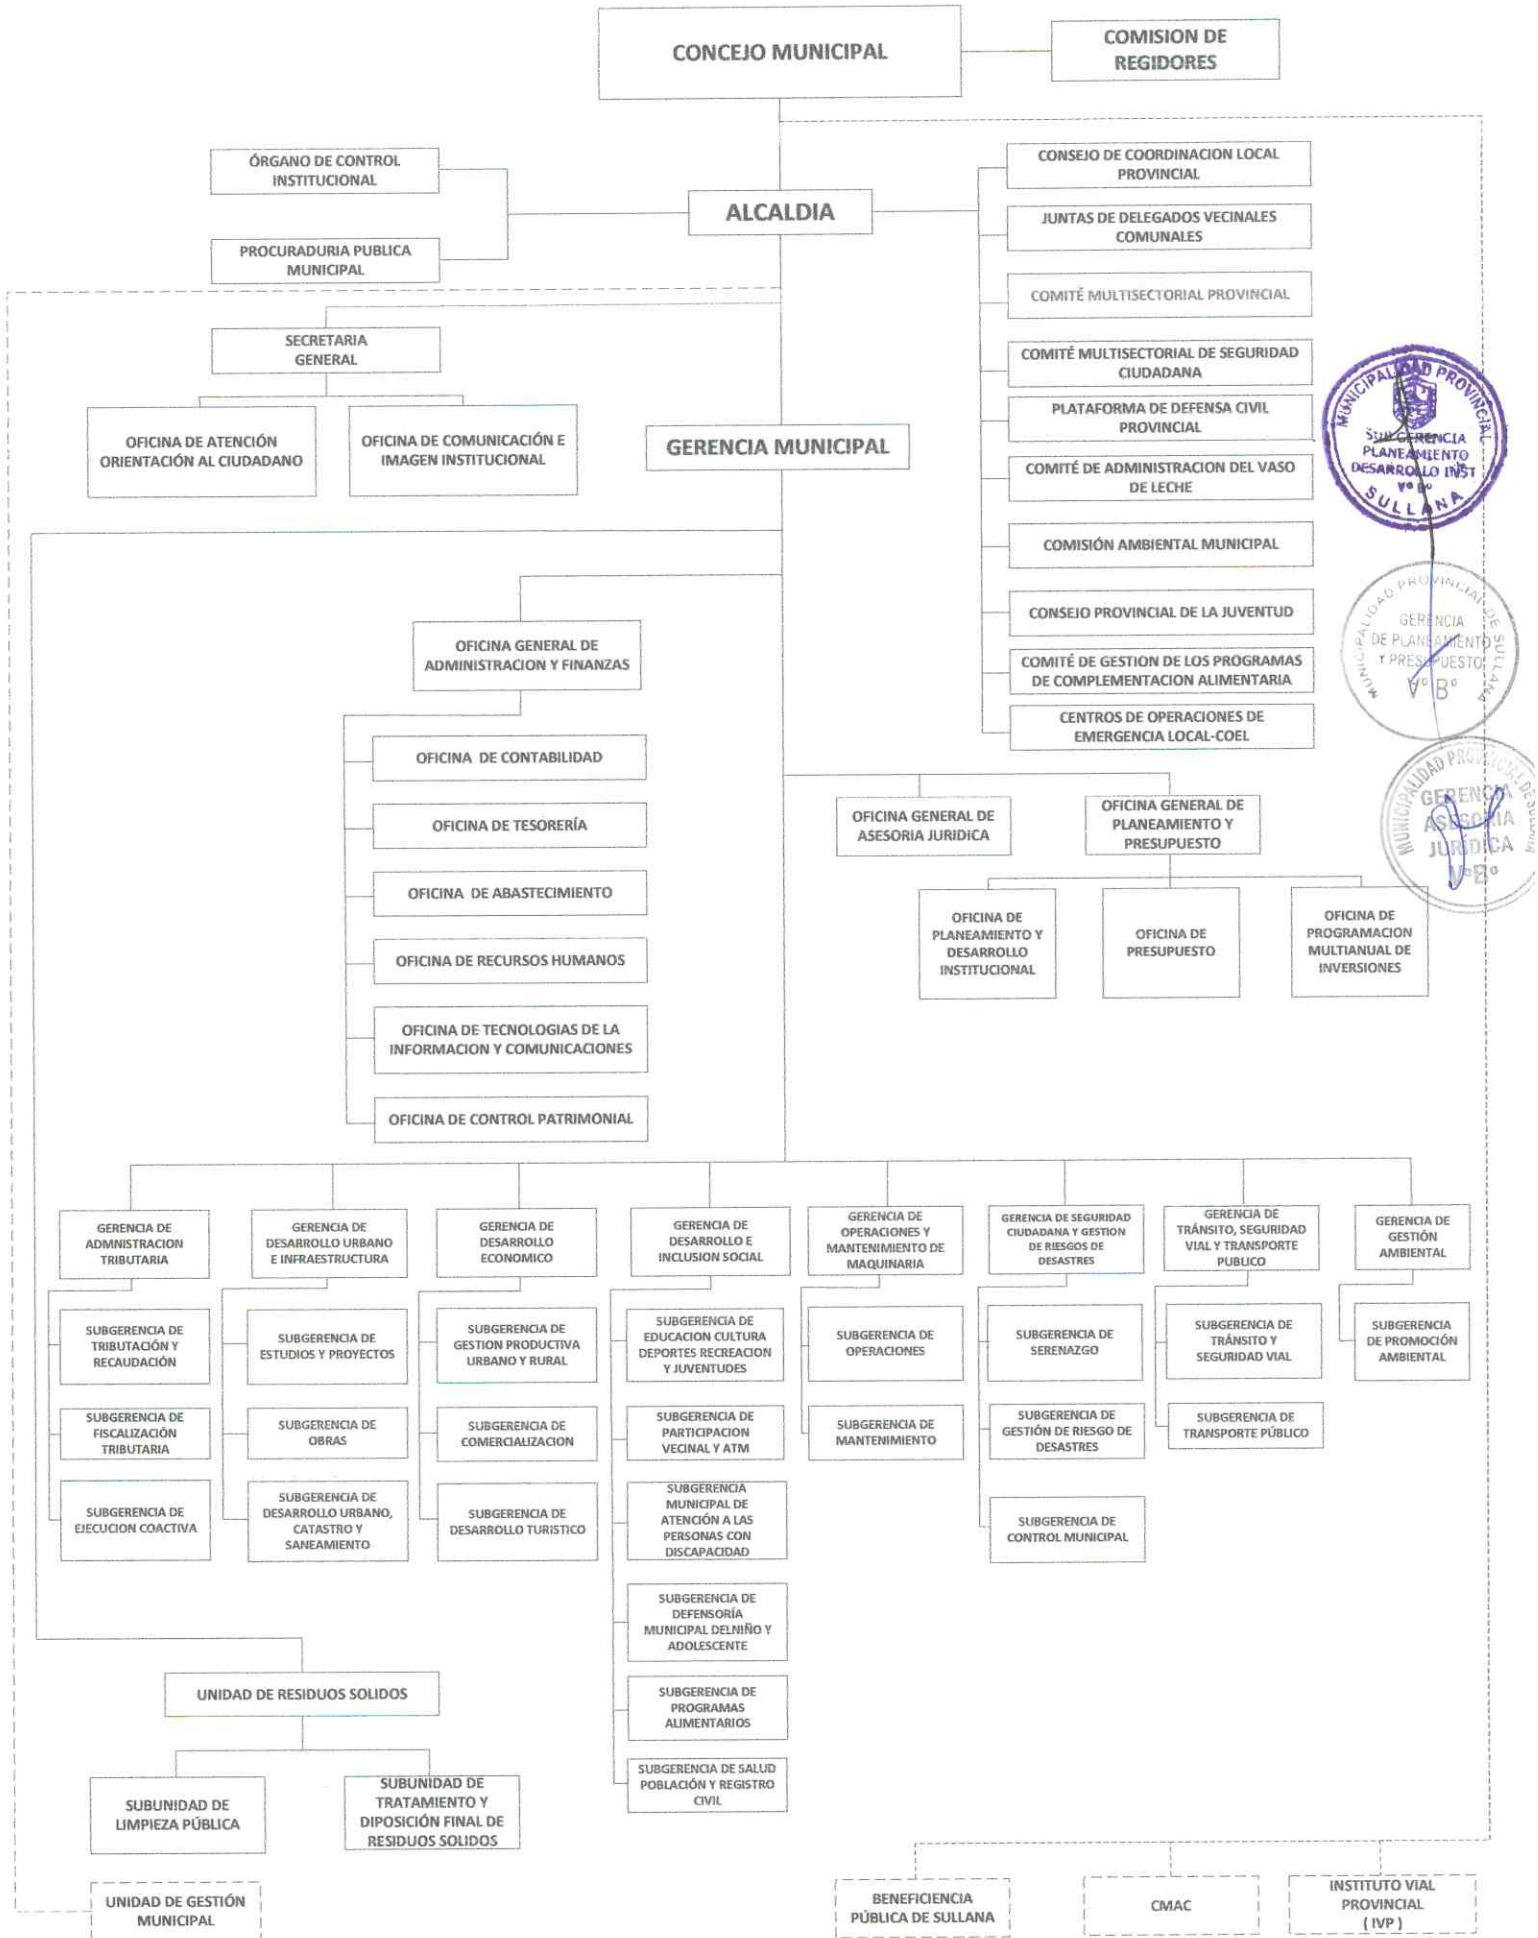 CONCEJO MUNICIPAL
COMISION DE
REGIDORES
ÓRGANO DE CONTROL
INSTITUCIONAL
PROCURADURIA PUBLICA
MUNICIPAL
ALCALDIA
CONSEJO DE COORDINACION LOCAL
PROVINCIAL
JUNTAS DE DELEGADOS VECINALES
COMUNALES
COMITÉ MULTISECTORIAL PROVINCIAL
COMITÉ MULTISECTORIAL DE SEGURIDAD
CIUDADANA
PLATAFORMA DE DEFENSA CIVIL
PROVINCIAL
COMITÉ DE ADMINISTRACION DEL VASO
DE LECHE
COMISIÓN AMBIENTAL MUNICIPAL
CONSEJO PROVINCIAL DE LA JUVENTUD
COMITÉ DE GESTION DE LOS PROGRAMAS
DE COMPLEMENTACION ALIMENTARIA
CENTROS DE OPERACIONES DE
EMERGENCIA LOCAL-COEL
SECRETARIA
GENERAL
OFICINA DE ATENCIÓN
ORIENTACIÓN AL CIUDADANO
OFICINA DE COMUNICACIÓN E
IMAGEN INSTITUCIONAL
GERENCIA MUNICIPAL
MUNICIPALIDAD PROVINCIAL
SUB GERENCIA
PLANEAMIENTO
DESARROLLO INST
Vº Bº
SULLANA
MUNICIPALIDAD PROVINCIAL DE SULLANA
GERENCIA
DE PLANEAMIENTO
Y PRESUPUESTO
Vº Bº
MUNICIPALIDAD PROVINCIAL DE SULLANA
GERENCIA
ASESORIA
JURÍDICA
VºBº
OFICINA GENERAL DE
ADMINISTRACION Y FINANZAS
OFICINA DE CONTABILIDAD
OFICINA DE TESORERÍA
OFICINA DE ABASTECIMIENTO
OFICINA DE RECURSOS HUMANOS
OFICINA DE TECNOLOGIAS DE LA
INFORMACION Y COMUNICACIONES
OFICINA DE CONTROL PATRIMONIAL
OFICINA GENERAL DE
ASESORIA JURIDICA
OFICINA GENERAL DE
PLANEAMIENTO Y
PRESUPUESTO
OFICINA DE
PLANEAMIENTO Y
DESARROLLO
INSTITUCIONAL
OFICINA DE
PRESUPUESTO
OFICINA DE
PROGRAMACION
MULTIANUAL DE
INVERSIONES
GERENCIA DE
ADMNISTRACION
TRIBUTARIA
SUBGERENCIA DE
TRIBUTACIÓN Y
RECAUDACIÓN
SUBGERENCIA DE
FISCALIZACIÓN
TRIBUTARIA
SUBGERENCIA DE
EJECUCION COACTIVA
GERENCIA DE
DESARROLLO URBANO
E INFRAESTRUCTURA
SUBGERENCIA DE
ESTUDIOS Y PROYECTOS
SUBGERENCIA DE
OBRAS
SUBGERENCIA DE
DESARROLLO URBANO,
CATASTRO Y
SANEAMIENTO
GERENCIA DE
DESARROLLO
ECONOMICO
SUBGERENCIA DE
GESTION PRODUCTIVA
URBANO Y RURAL
SUBGERENCIA DE
COMERCIALIZACION
SUBGERENCIA DE
DESARROLLO TURISTICO
GERENCIA DE
DESARROLLO E
INCLUSION SOCIAL
SUBGERENCIA DE
EDUCACION CULTURA
DEPORTES RECREACION
Y JUVENTUDES
SUBGERENCIA DE
PARTICIPACION
VECINAL Y ATM
SUBGERENCIA
MUNICIPAL DE
ATENCIÓN A LAS
PERSONAS CON
DISCAPACIDAD
SUBGERENCIA DE
DEFENSORÍA
MUNICIPAL DELNIÑO Y
ADOLESCENTE
SUBGERENCIA DE
PROGRAMAS
ALIMENTARIOS
SUBGERENCIA DE SALUD
POBLACIÓN Y REGISTRO
CIVIL
GERENCIA DE
OPERACIONES Y
MANTENIMIENTO DE
MAQUINARIA
SUBGERENCIA DE
OPERACIONES
SUBGERENCIA DE
MANTENIMIENTO
GERENCIA DE SEGURIDAD
CIUDADANA Y GESTION
DE RIESGOS DE
DESASTRES
SUBGERENCIA DE
SERENAZGO
SUBGERENCIA DE
GESTIÓN DE RIESGO DE
DESASTRES
SUBGERENCIA DE
CONTROL MUNICIPAL
GERENCIA DE
TRÁNSITO, SEGURIDAD
VIAL Y TRANSPORTE
PUBLICO
SUBGERENCIA DE
TRÁNSITO Y
SEGURIDAD VIAL
SUBGERENCIA DE
TRANSPORTE PÚBLICO
GERENCIA DE
GESTIÓN
AMBIENTAL
SUBGERENCIA
DE PROMOCIÓN
AMBIENTAL
UNIDAD DE RESIDUOS SOLIDOS
SUBUNIDAD DE
LIMPIEZA PÚBLICA
SUBUNIDAD DE
TRATAMIENTO Y
DIPOSICIÓN FINAL DE
RESIDUOS SOLIDOS
UNIDAD DE GESTIÓN
MUNICIPAL
BENEFICIENCIA
PÚBLICA DE SULLANA
CMAC
INSTITUTO VIAL
PROVINCIAL
( IVP )